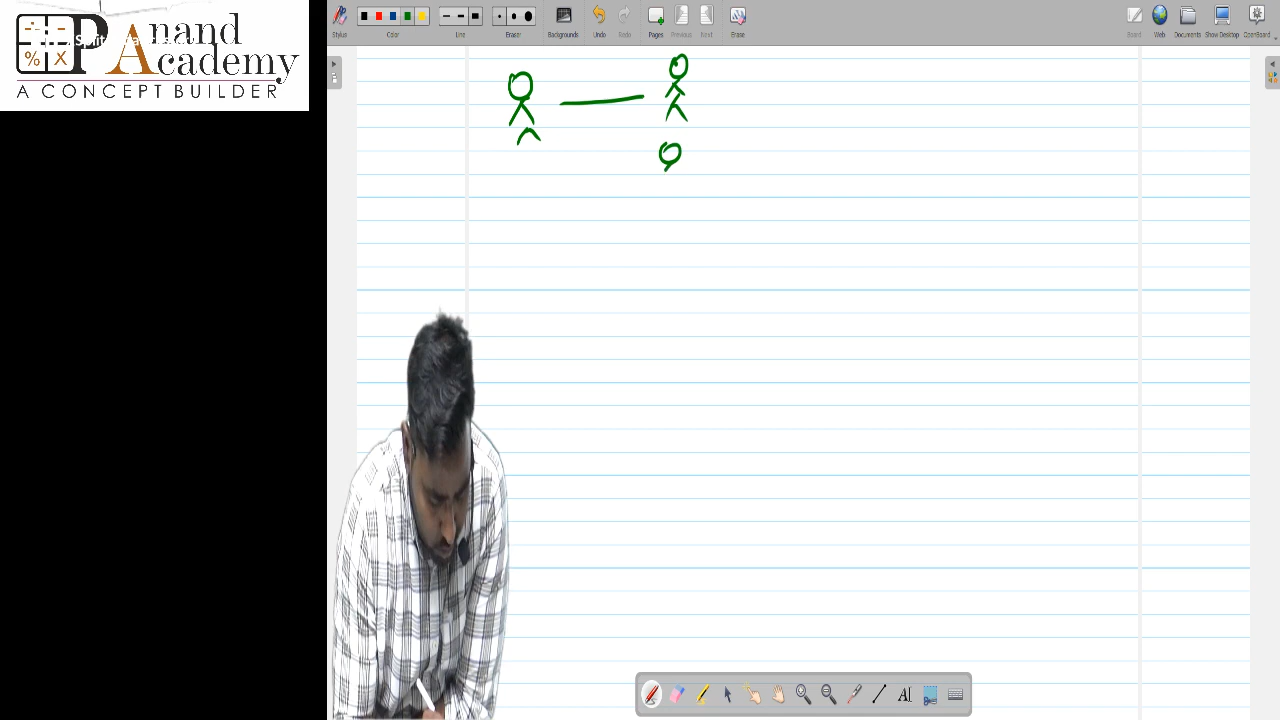 PAnand
Academy
A CONCEPT BUILDER
% X
Stylus
Color
Line
Eraser
Backgrounds
Undo
Redo
Pages
Previous
Next
Erase
Board
Web
Documents
Show Desktop
OpenBoard